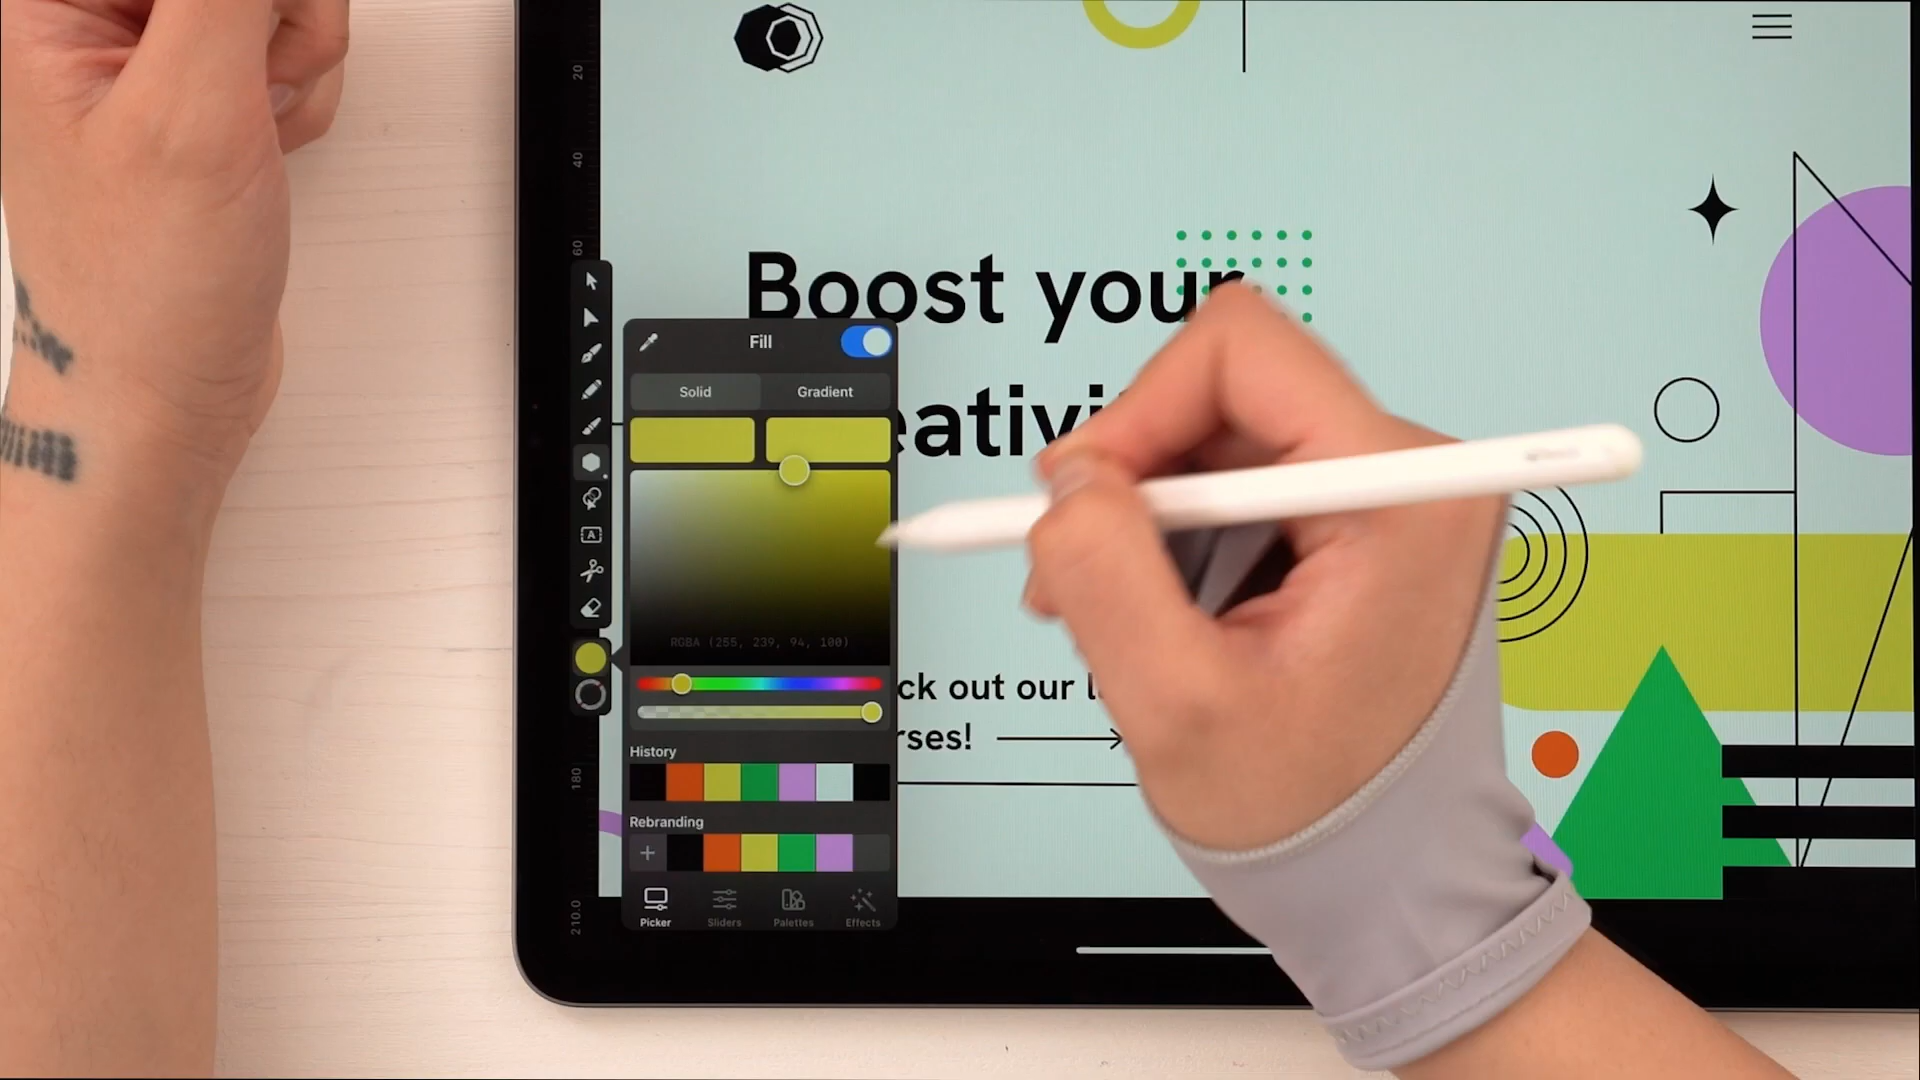 20
40
60
Boost your
Fill
Solid
Gradient
eativi
A
RGBA (255, 239, 94, 100)
ck out our l
rses!
History
180
Rebranding
+
210.0
Picker
Sliders
Palettes
Effects